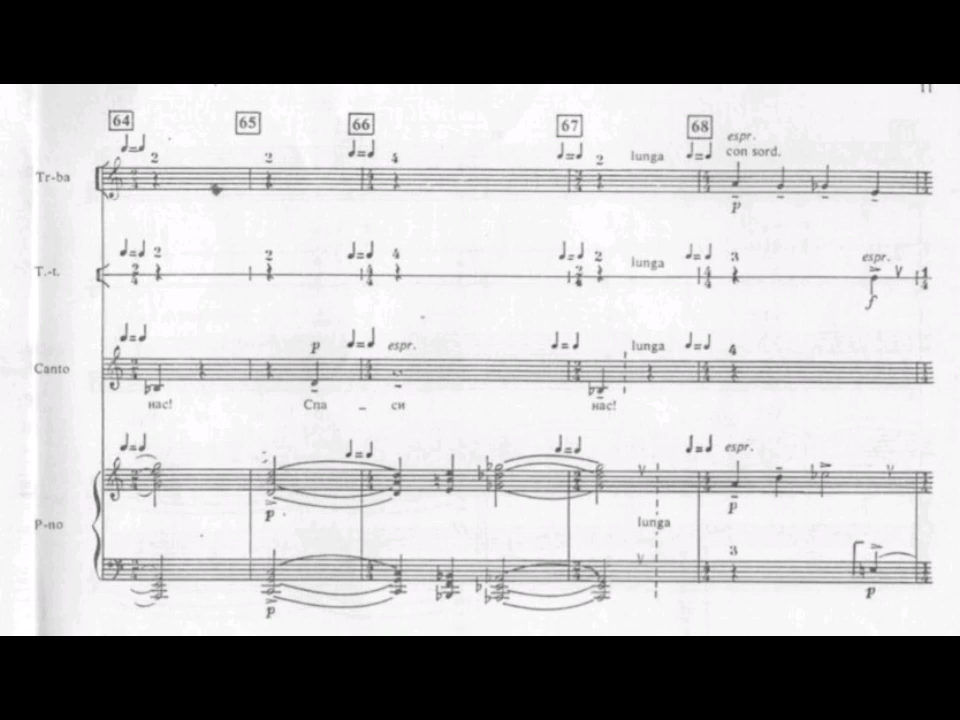 11
64 65 66 67 68
espr.
con sord.
2 2 4 2 lunga
Tr-ba
p
2 2 4 2 lunga 3 espr.
T.-t.
f
p espr. lunga 4
Canto
нас! Спа – си нас!
espr.
p p
P-no
lunga
3
p p